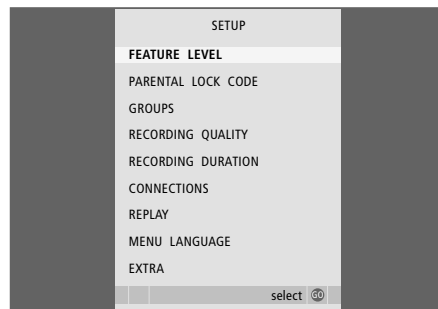 SETUP
FEATURE LEVEL
PARENTAL LOCK CODE
GROUPS
RECORDING QUALITY
RECORDING DURATION
CONNECTIONS
REPLAY
MENU LANGUAGE
EXTRA
select GO